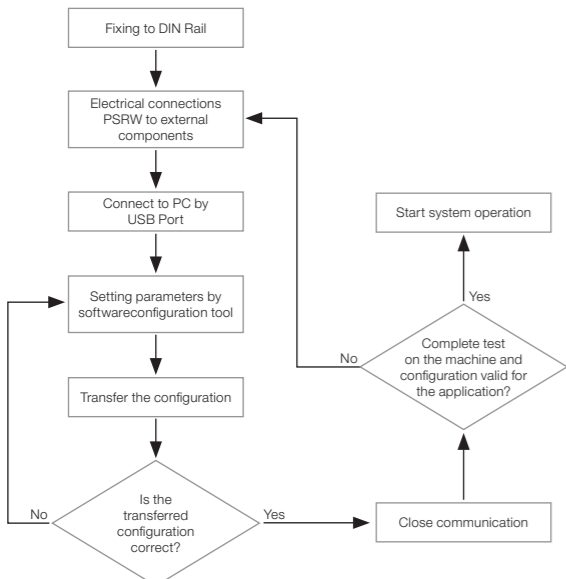 Fixing to DIN Rail
Electrical connections
PSRW to external
components
Connect to PC by
USB Port
Setting parameters by
softwareconfiguration tool
Transfer the configuration
Is the
transferred
configuration
correct?
No
Yes
Close communication
Complete test
on the machine and
configuration valid for
the application?
No
Yes
Start system operation